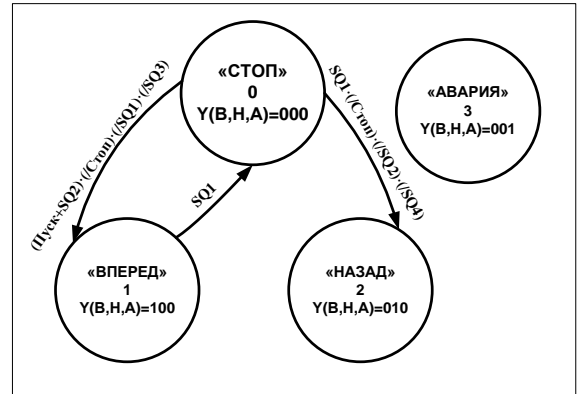 «СТОП»
0
Y(В,Н,А)=000
«АВАРИЯ»
3
Y(В,Н,А)=001
(Пуск+SQ2)·(/Стоп)·(/SQ1)·(/SQ3)
SQ1·(/Стоп)·(/SQ2)·(/SQ4)
SQ1
«ВПЕРЕД»
1
Y(В,Н,А)=100
«НАЗАД»
2
Y(В,Н,А)=010